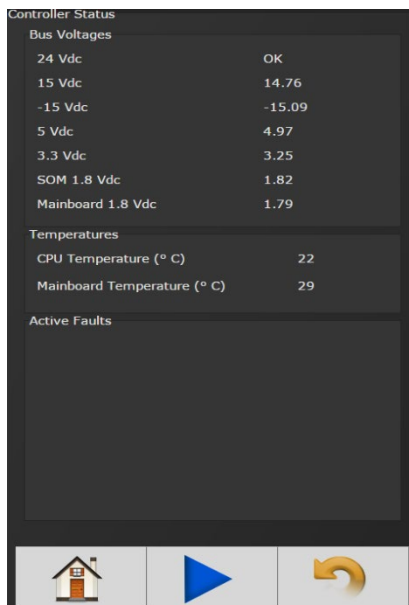 Controller Status
Bus Voltages
24 Vdc OK
15 Vdc 14.76
-15 Vdc -15.09
5 Vdc 4.97
3.3 Vdc 3.25
SOM 1.8 Vdc 1.82
Mainboard 1.8 Vdc 1.79
Temperatures
CPU Temperature (° C) 22
Mainboard Temperature (° C) 29
Active Faults